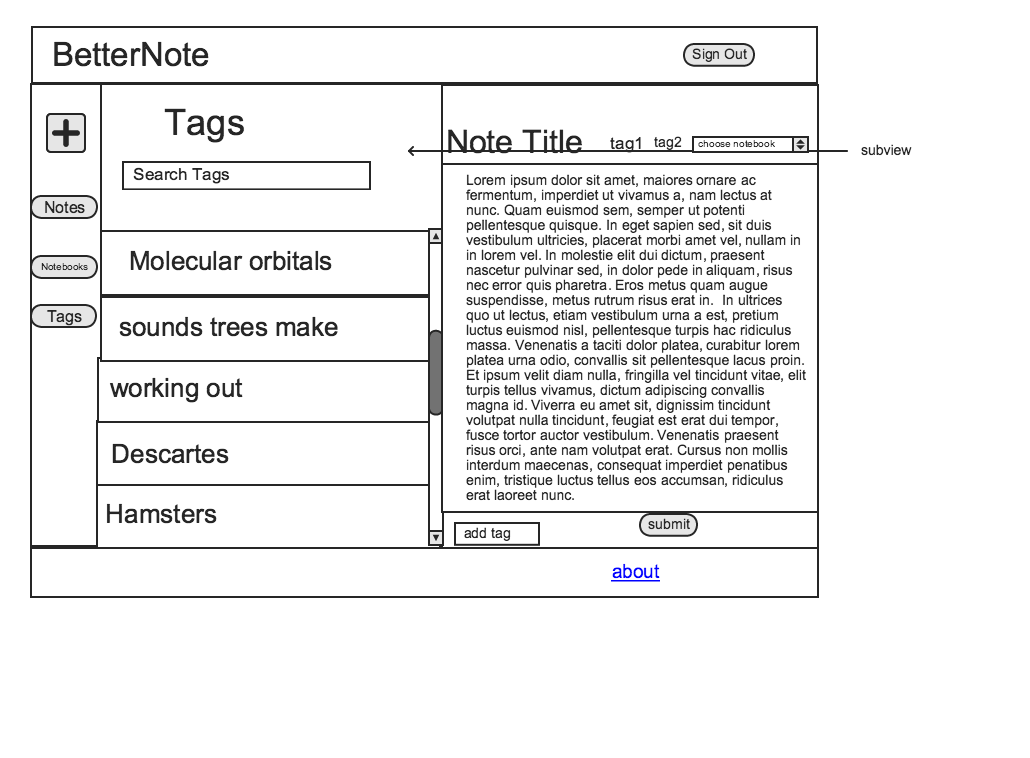 BetterNote
Sign Out
Tags
Note Title
tag1
tag2
choose notebook
subview
Search Tags
Notes
Notebooks
Tags
Molecular orbitals
sounds trees make
working out
Descartes
Hamsters
Lorem ipsum dolor sit amet, maiores ornare ac
fermentum, imperdiet ut vivamus a, nam lectus at
nunc. Quam euismod sem, semper ut potenti
pellentesque quisque. In eget sapien sed, sit duis
vestibulum ultricies, placerat morbi amet vel, nullam in
in lorem vel. In molestie elit dui dictum, praesent
nascetur pulvinar sed, in dolor pede in aliquam, risus
nec error quis pharetra. Eros metus quam augue
suspendisse, metus rutrum risus erat in.  In ultrices
quo ut lectus, etiam vestibulum urna a est, pretium
luctus euismod nisl, pellentesque turpis hac ridiculus
massa. Venenatis a taciti dolor platea, curabitur lorem
platea urna odio, convallis sit pellentesque lacus proin.
Et ipsum velit diam nulla, fringilla vel tincidunt vitae, elit
turpis tellus vivamus, dictum adipiscing convallis
magna id. Viverra eu amet sit, dignissim tincidunt
volutpat nulla tincidunt, feugiat est erat dui tempor,
fusce tortor auctor vestibulum. Venenatis praesent
risus orci, ante nam volutpat erat. Cursus non mollis
interdum maecenas, consequat imperdiet penatibus
enim, tristique luctus tellus eos accumsan, ridiculus
erat laoreet nunc.
add tag
submit
about